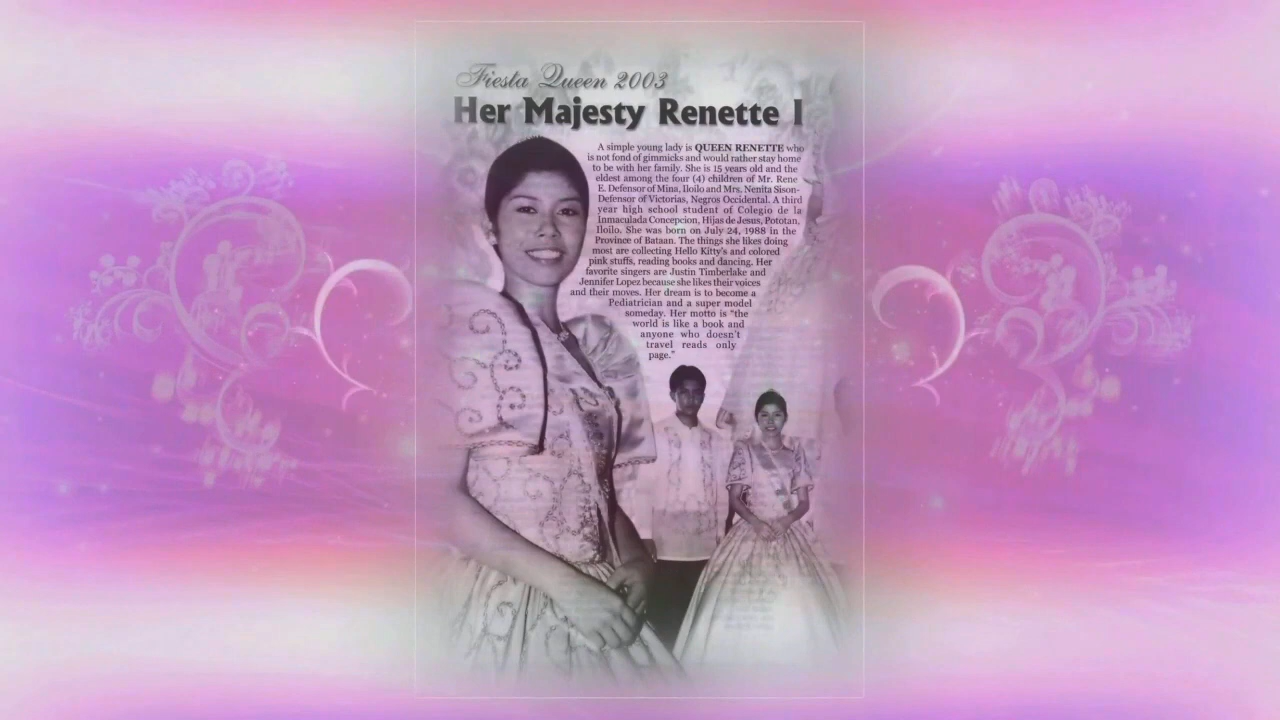 Fiesta Queen 2003
Her Majesty Renette I
A simple young lady is QUEEN RENETTE who
is not fond of gimmicks and would rather stay home
to be with her family. She is 15 years old and the
eldest among the four (4) children of Mr. Rene
E. Defensor of Mina, Iloilo and Mrs. Nenita Sison-
Defensor of Victorias, Negros Occidental. A third
year high school student of Colegio de la
Inmaculada Concepcion, Hijas de Jesus, Pototan,
Iloilo. She was born on July 24, 1988 in the
Province of Bataan. The things she likes doing
most are collecting Hello Kitty's and colored
pink stuffs, reading books and dancing. Her
favorite singers are Justin Timberlake and
Jennifer Lopez because she likes their voices
and their moves. Her dream is to become a
Pediatrician and a super model
someday. Her motto is "the
world is like a book and
anyone who doesn't
travel reads only
page."